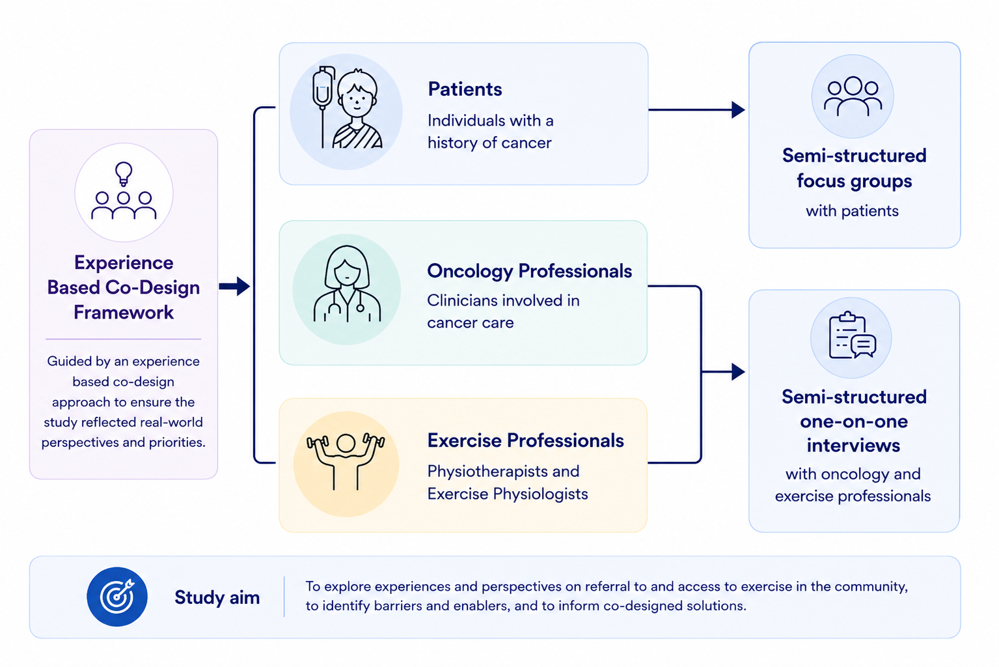 Experience
Based Co-Design
Framework
Guided by an experience
based co-design
approach to ensure the
study reflected real-world
perspectives and priorities.
Patients
Individuals with a
history of cancer
Oncology Professionals
Clinicians involved in
cancer care
Exercise Professionals
Physiotherapists and
Exercise Physiologists
Semi-structured
focus groups
with patients
Semi-structured
one-on-one
interviews
with oncology and
exercise professionals
Study aim
To explore experiences and perspectives on referral to and access to exercise in the community,
to identify barriers and enablers, and to inform co-designed solutions.